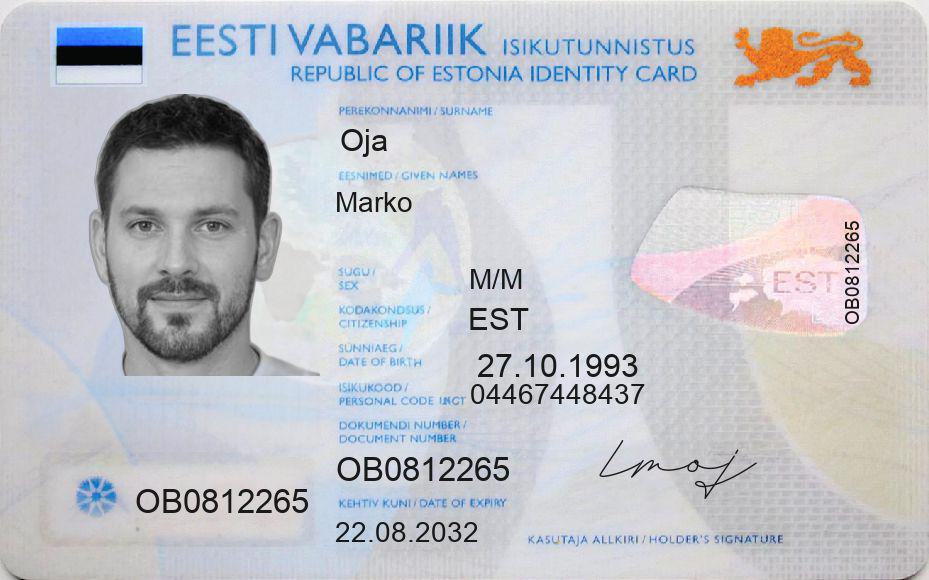 EESTI VABARIIK ISIKUTUNNISTUS
REPUBLIC OF ESTONIA IDENTITY CARD
PEREKONNANIMI / SURNAME
Oja
EESNIMED / GIVEN NAMES
Marko
SUGU / SEX
M/M
KODAKONDSUS / CITIZENSHIP
EST
SÜNNIAEG / DATE OF BIRTH
27.10.1993
ISIKUKOOD / PERSONAL CODE
04467448437
DOKUMENDI NUMBER / DOCUMENT NUMBER
OB0812265
KEHTIV KUNI / DATE OF EXPIRY
22.08.2032
OB0812265
EST
OB0812265
KASUTAJA ALLKIRI / HOLDER'S SIGNATURE